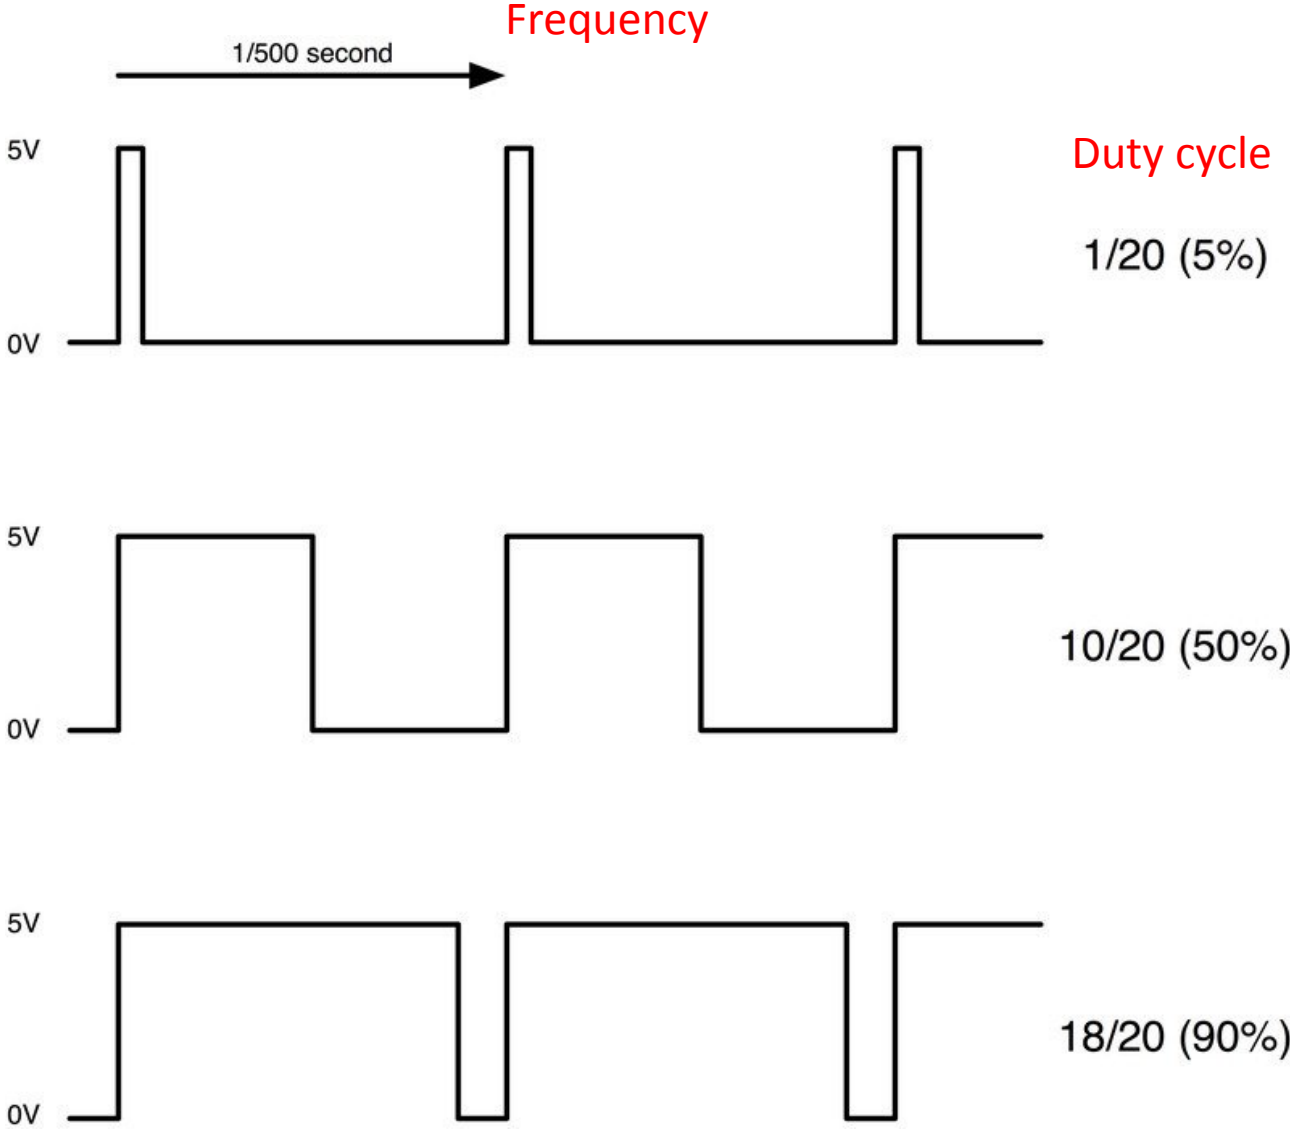 Frequency
1/500 second
5V
Duty cycle
1/20 (5%)
0V
5V
10/20 (50%)
0V
5V
18/20 (90%)
0V